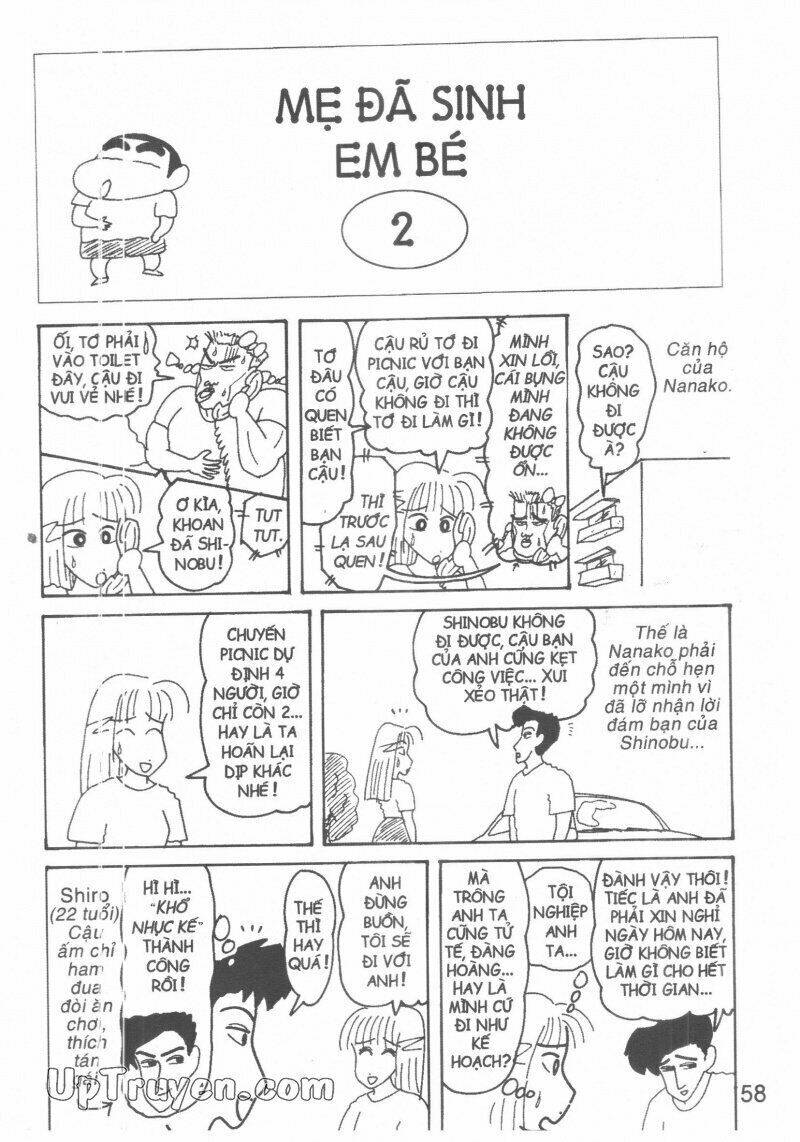 MẸ ĐÃ SINH
EM BÉ
2
Căn hộ
của
Nanako.
SAO?
CẬU
KHÔNG
ĐI
ĐƯỢC
À?
MÌNH
XIN LỖI,
CÁI BỤNG
MÌNH
ĐANG
KHÔNG
ĐƯỢC
ỔN...
CẬU RỦ TỚ ĐI
PICNIC VỚI BẠN
CẬU, GIỜ CẬU
KHÔNG ĐI THÌ
TỚ ĐI LÀM GÌ!
TỚ
ĐÂU
CÓ
QUEN
BIẾT
BẠN
CẬU!
THÌ
TRƯỚC
LẠ SAU
QUEN!
ỐI, TỚ PHẢI
VÀO TOILET
ĐÂY, CẬU ĐI
VUI VẺ NHÉ!
TUT
TUT.
Ơ KÌA,
KHOAN
ĐÃ SHI-
NOBU!
Thế là
Nanako phải
đến chỗ hẹn
một mình vì
đã lỡ nhận lời
đám bạn của
Shinobu...
SHINOBU KHÔNG
ĐI ĐƯỢC, CẬU BẠN
CỦA ANH CŨNG KẸT
CÔNG VIỆC... XUI
XẺO THẬT!
CHUYẾN
PICNIC DỰ
ĐỊNH 4
NGƯỜI, GIỜ
CHỈ CÒN 2...
HAY LÀ TA
HOÃN LẠI
DỊP KHÁC
NHÉ!
ĐÀNH VẬY THÔI!
TIẾC LÀ ANH ĐÃ
PHẢI XIN NGHỈ
NGÀY HÔM NAY,
GIỜ KHÔNG BIẾT
LÀM GÌ CHO HẾT
THỜI GIAN...
TỘI
NGHIỆP
ANH
TA...
MÀ
TRÔNG
ANH TA
CŨNG TỬ
TẾ, ĐÀNG
HOÀNG...
HAY LÀ
MÌNH CỨ
ĐI NHƯ
KẾ
HOẠCH?
ANH
ĐỪNG
BUỒN,
TÔI SẼ
ĐI VỚI
ANH!
THẾ
THÌ HAY
QUÁ!
HÌ HÌ...
"KHỔ
NHỤC KẾ"
THÀNH
CÔNG
RỒI!
Shiro
(22 tuổi)
Cậu
ấm chỉ
ham
đua
đòi ăn
chơi,
thích
tán
UpTruyen.com
58